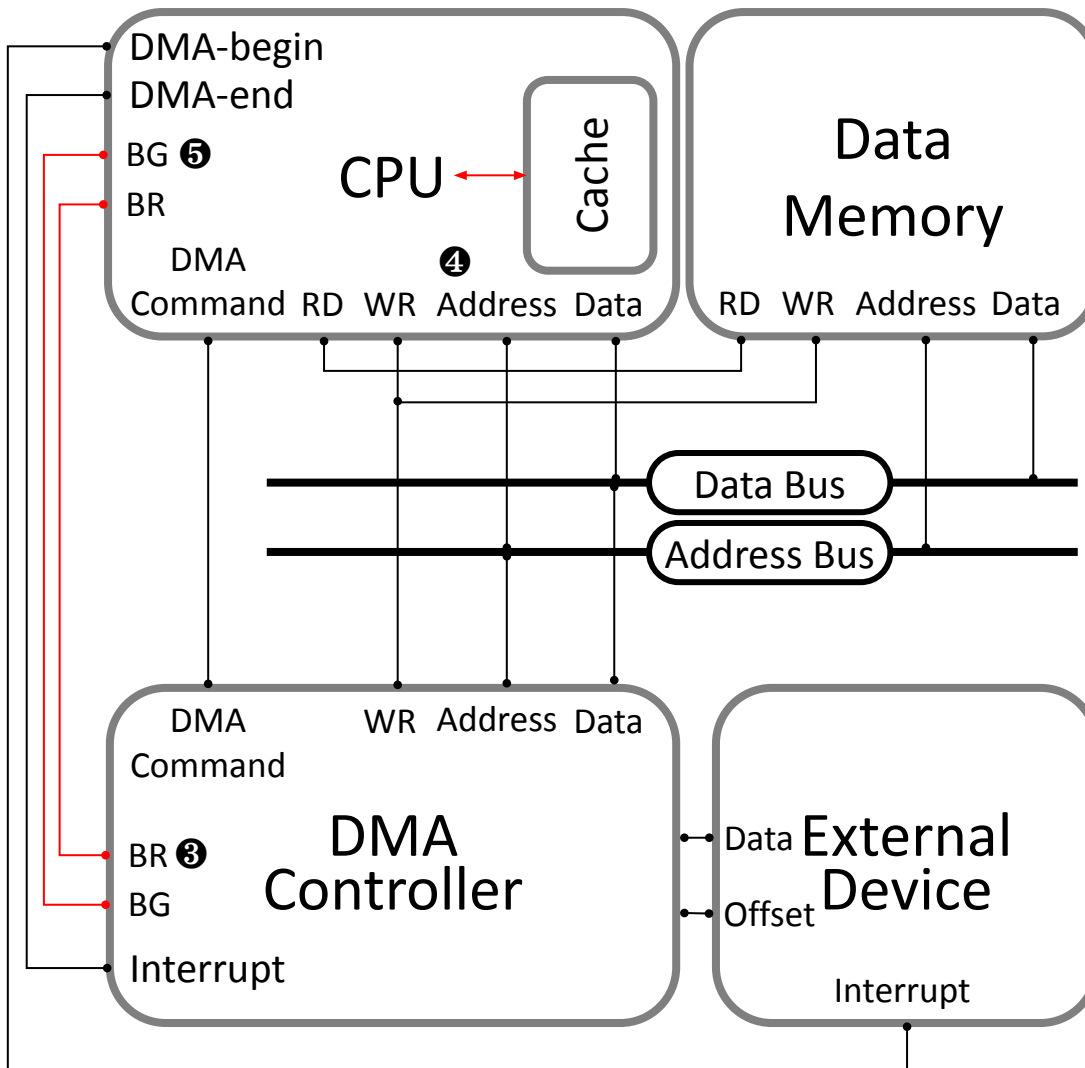 DMA-begin
DMA-end
BG ❺
BR
CPU
Cache
❹
DMA
Command RD WR Address Data
Data
Memory
RD WR Address Data
Data Bus
Address Bus
DMA
Command
WR Address Data
BR ❸
BG
Interrupt
DMA
Controller
Data
Offset
External
Device
Interrupt